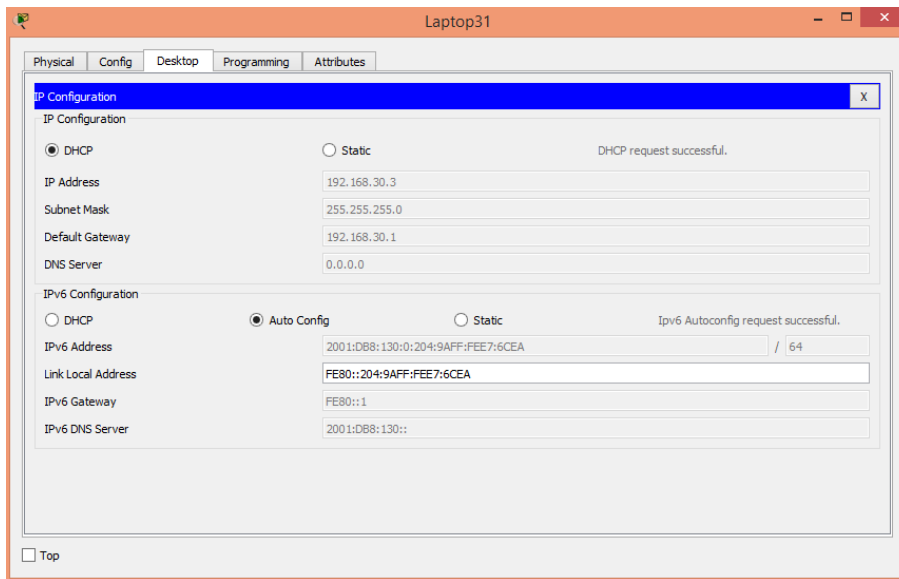 Laptop31
Physical Config Desktop Programming Attributes
IP Configuration X
IP Configuration
DHCP Static DHCP request successful.
IP Address 192.168.30.3
Subnet Mask 255.255.255.0
Default Gateway 192.168.30.1
DNS Server 0.0.0.0
IPv6 Configuration
DHCP Auto Config Static Ipv6 Autoconfig request successful.
IPv6 Address 2001:DB8:130:0:204:9AFF:FEE7:6CEA / 64
Link Local Address FE80::204:9AFF:FEE7:6CEA
IPv6 Gateway FE80::1
IPv6 DNS Server 2001:DB8:130::
Top